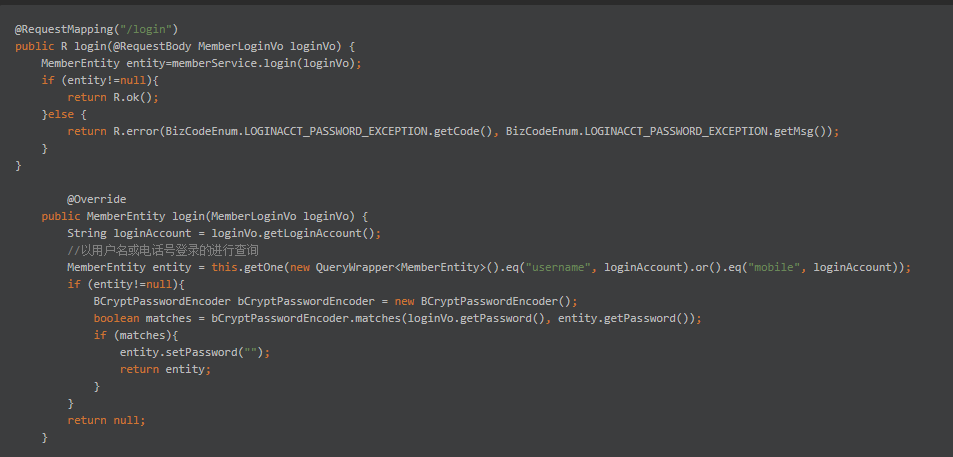 @RequestMapping("/login")
public R login(@RequestBody MemberLoginVo loginVo) {
    MemberEntity entity=memberService.login(loginVo);
    if (entity!=null){
        return R.ok();
    }else {
        return R.error(BizCodeEnum.LOGINACCT_PASSWORD_EXCEPTION.getCode(), BizCodeEnum.LOGINACCT_PASSWORD_EXCEPTION.getMsg());
    }
}
        @Override
    public MemberEntity login(MemberLoginVo loginVo) {
        String loginAccount = loginVo.getLoginAccount();
        //以用户名或电话号登录的进行查询
        MemberEntity entity = this.getOne(new QueryWrapper<MemberEntity>().eq("username", loginAccount).or().eq("mobile", loginAccount));
        if (entity!=null){
            BCryptPasswordEncoder bCryptPasswordEncoder = new BCryptPasswordEncoder();
            boolean matches = bCryptPasswordEncoder.matches(loginVo.getPassword(), entity.getPassword());
            if (matches){
                entity.setPassword("");
                return entity;
            }
        }
        return null;
    }